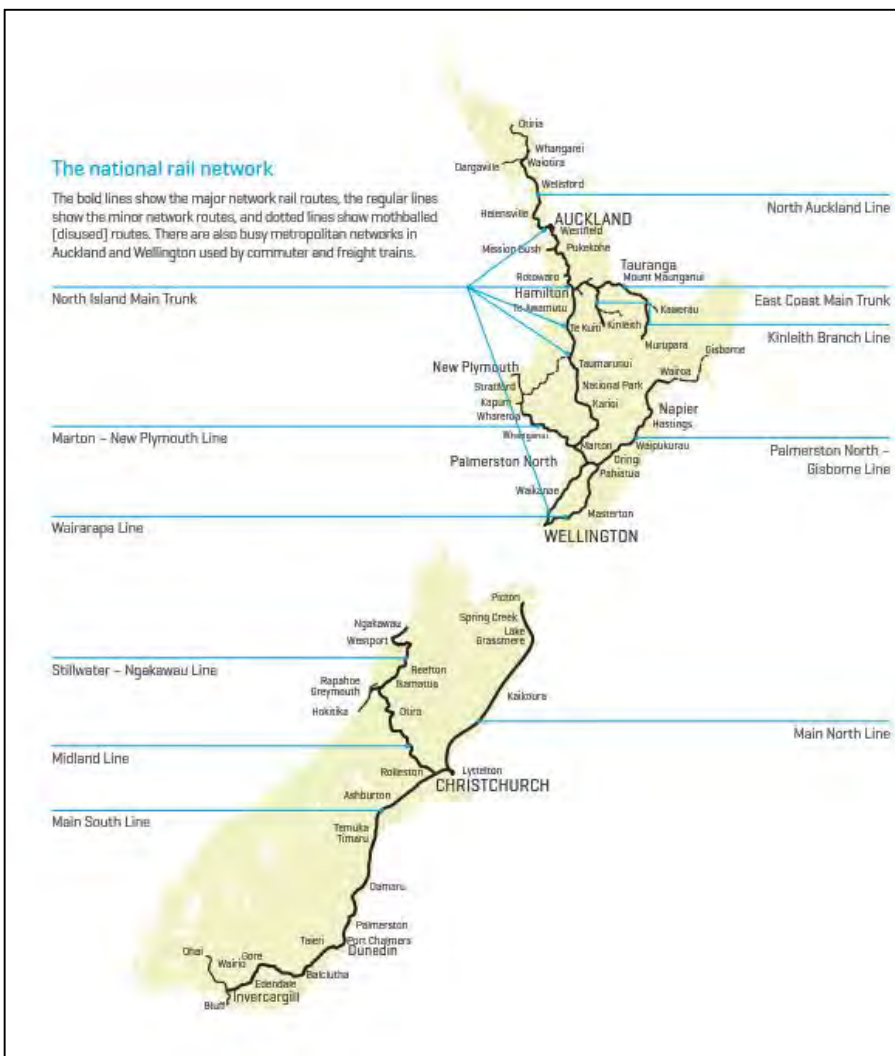 The national rail network
The bold lines show the major network rail routes, the regular lines
show the minor network routes, and dotted lines show mothballed
[disused] routes. There are also busy metropolitan networks in
Auckland and Wellington used by commuter and freight trains.
North Island Main Trunk
Marton – New Plymouth Line
Wairarapa Line
North Auckland Line
East Coast Main Trunk
Kinleith Branch Line
Palmerston North –
Gisborne Line
Otiria
Whangarei
Dargaville
Waiotira
Wellsford
Helensville
AUCKLAND
Westfield
Mission Bush
Pukekohe
Rotowaro
Tauranga
Mount Maunganui
Hamilton
Te Awamutu
Kawerau
Te Kuiti
Kinleith
Murupara
Gisborne
New Plymouth
Taumarunui
Wairoa
Stratford
National Park
Kapuni
Karioi
Napier
Whareroa
Hastings
Whanganui
Marton
Waipukurau
Palmerston North
Oringi
Pahiatua
Waikanae
Masterton
WELLINGTON
Stillwater – Ngakawau Line
Midland Line
Main South Line
Main North Line
Picton
Spring Creek
Ngakawau
Lake
Grassmere
Westport
Reefton
Rapahoe
Ikamatua
Greymouth
Kaikoura
Hokitika
Otira
Rolleston
Lyttelton
CHRISTCHURCH
Ashburton
Temuka
Timaru
Oamaru
Palmerston
Taieri
Port Chalmers
Dunedin
Ohai
Gore
Wairio
Balclutha
Edendale
Invercargill
Bluff